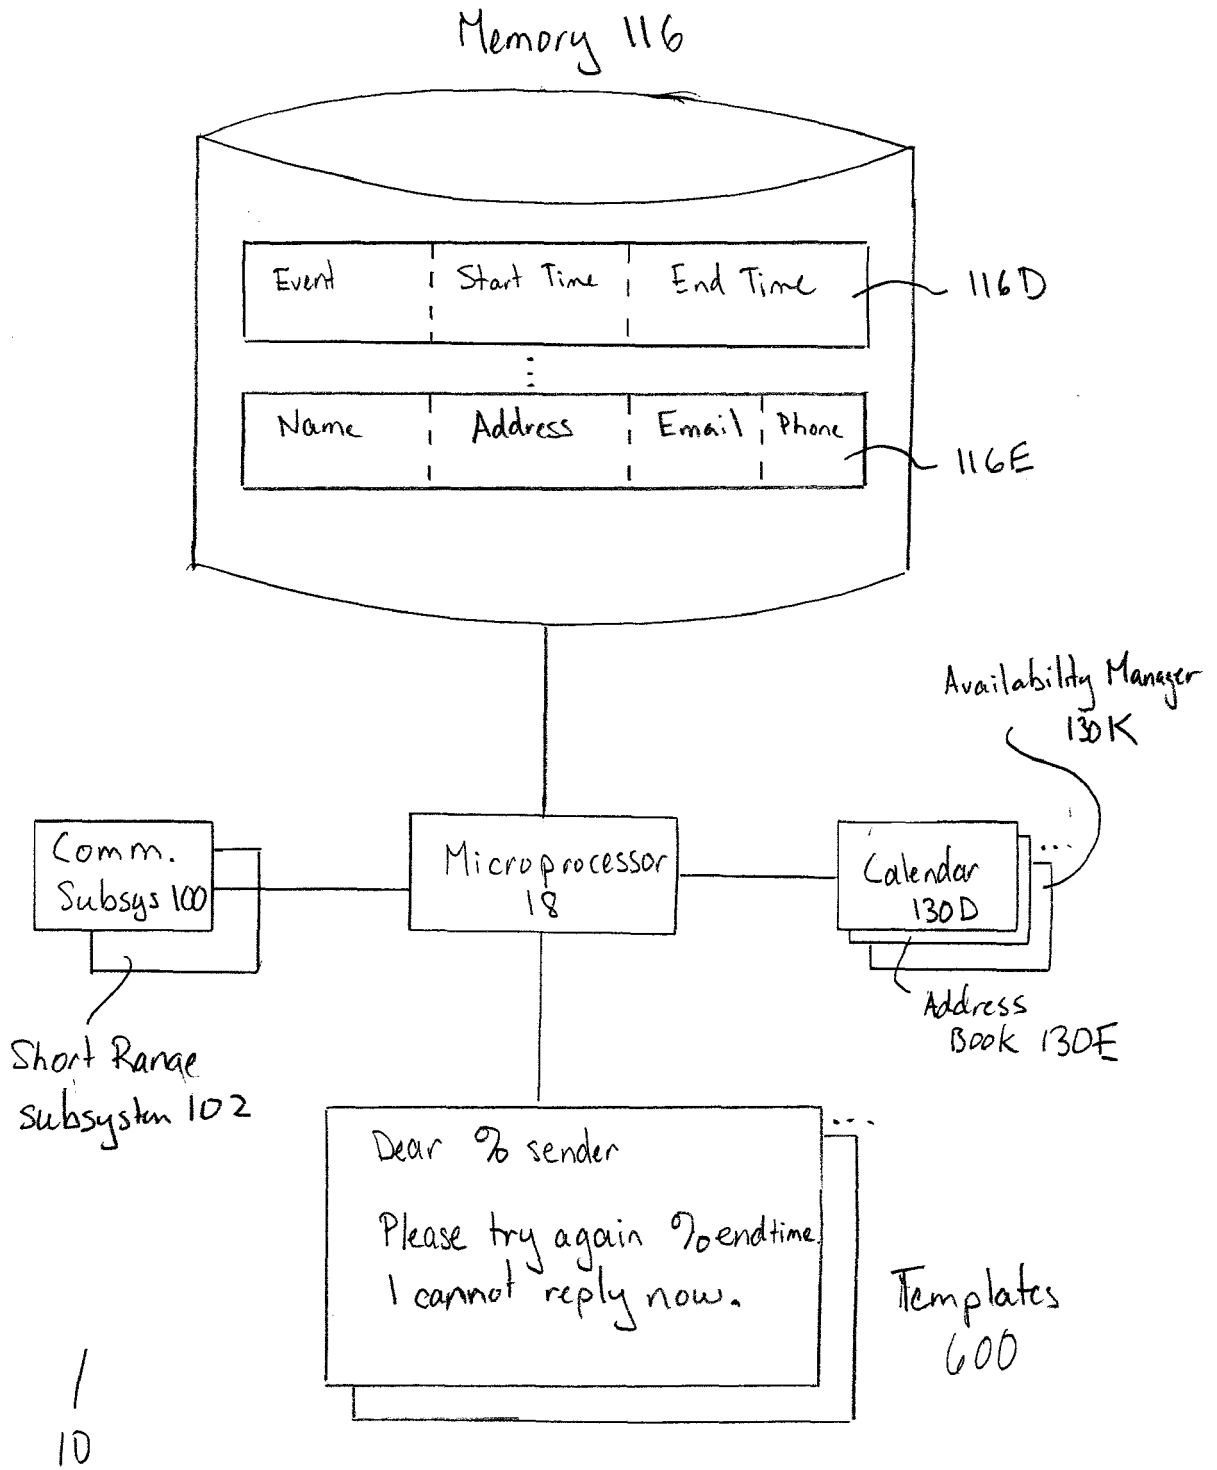 Memory 116
Event Start Time End Time
116D
Name Address Email Phone
116E
Availability Manager
130K
Comm.
Subsys 100
Microprocessor
18
Calendar
130D
Address
Book 130E
Short Range
Subsystem 102
Dear % sender
Please try again % endtime.
I cannot reply now.
Templates
600
10